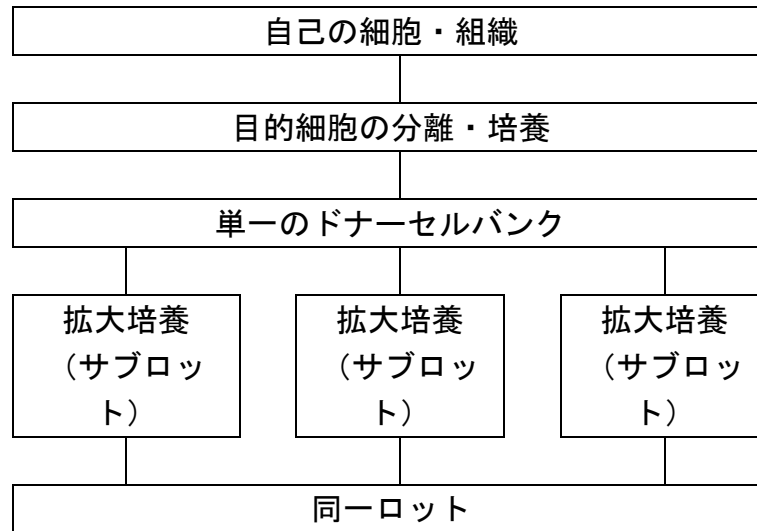 自己の細胞・組織
目的細胞の分離・培養
単一のドナーセルバンク
拡大培養
（サブロッ
ト）
拡大培養
（サブロッ
ト）
拡大培養
（サブロッ
ト）
同一ロット